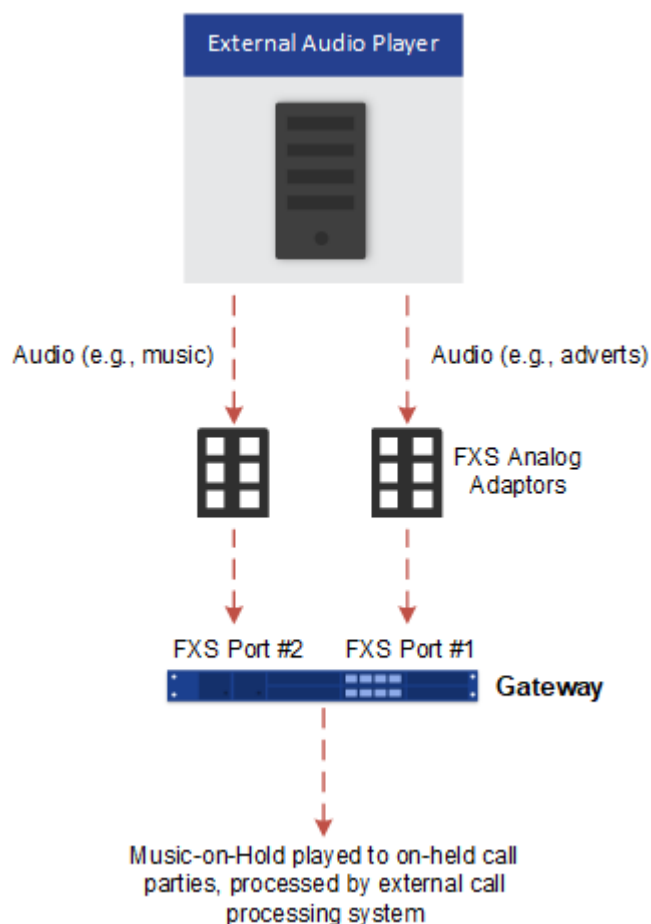 External Audio Player
Audio (e.g., music)
Audio (e.g., adverts)
FXS Analog
Adaptors
FXS Port #2
FXS Port #1
Gateway
Music-on-Hold played to on-held call
parties, processed by external call
processing system